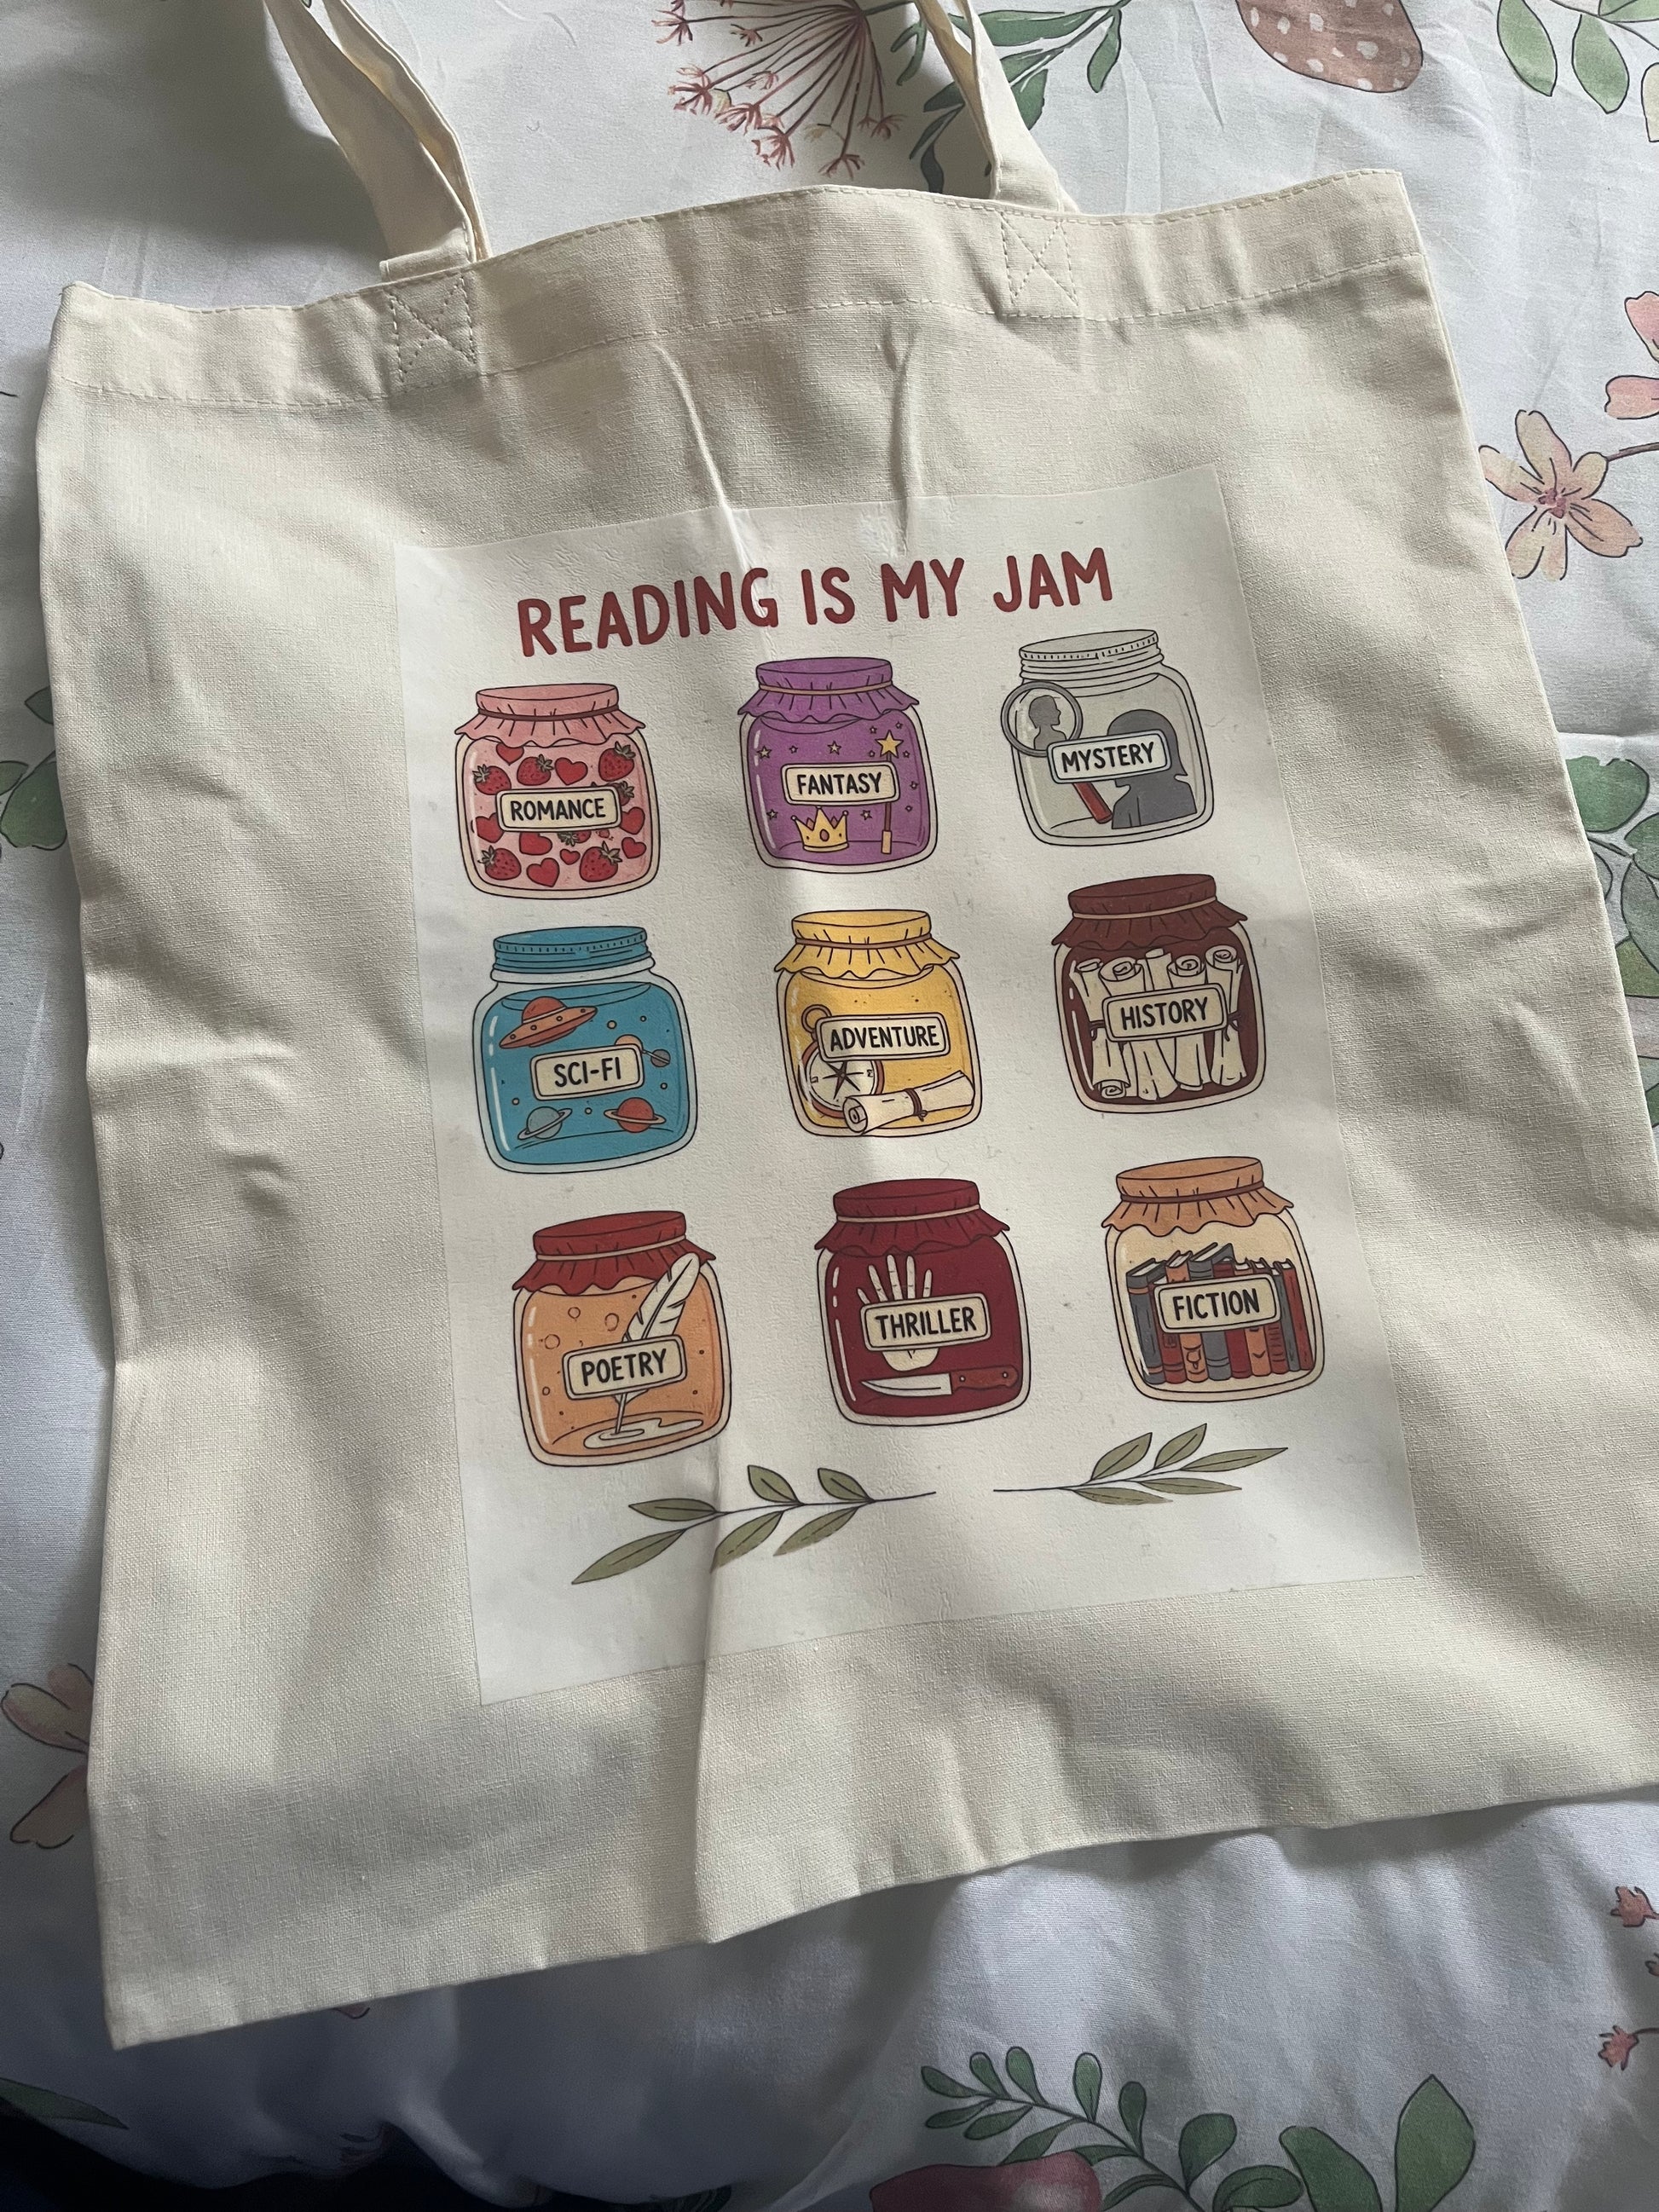 READING IS MY JAM
ROMANCE
FANTASY
MYSTERY
SCI-FI
ADVENTURE
HISTORY
POETRY
THRILLER
FICTION